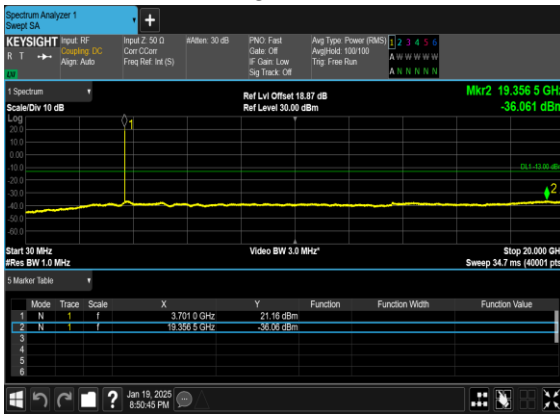 Spectrum Analyzer 1
Swept SA
KEYSIGHT Input: RF Input Z: 50 Ω #Atten: 30 dB PNO: Fast Avg Type: Power (RMS) 1 2 3 4 5 6
R T Coupling: DC Corr CCorr Gate: Off Avg|Hold: 100/100 A W W W W W
Align: Auto Freq Ref: Int (S) IF Gain: Low Trig: Free Run
Sig Track: Off A N N N N N
1 Spectrum
Ref Lvl Offset 18.87 dB Mkr2 19.356 5 GHz
Scale/Div 10 dB Ref Level 30.00 dBm -36.061 dBm
Log
20.0
10.0
0.00
-10.0
DL1 -13.00 dBm
-20.0
-30.0
-40.0
-50.0
-60.0
1
2
Start 30 MHz Video BW 3.0 MHz* Stop 20.000 GH
#Res BW 1.0 MHz Sweep 34.7 ms (40001 pts
5 Marker Table
Mode Trace Scale X Y Function Function Width Function Value
1 N 1 f 3.701 0 GHz 21.16 dBm
2 N 1 f 19.356 5 GHz -36.06 dBm
3
4
5
6
? Jan 19, 2025
8:50:45 PM